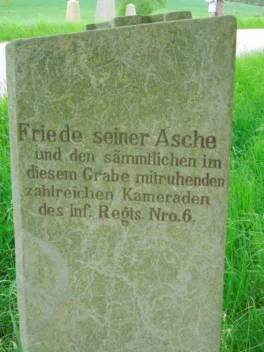 Friede seiner Asche
und den sämmtlichen im
diesem Grabe mitruhenden
zahlreichen Kameraden
des inf. Regts. Nro. 6.